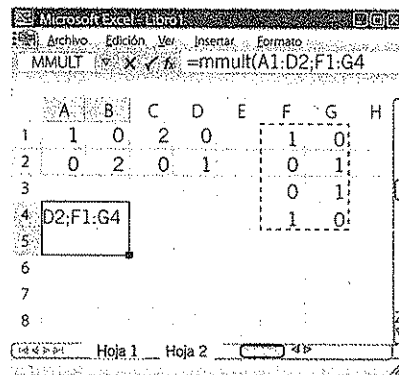 Microsoft Excel - Libro1
Archivo Edición Ver Insertar Formato
MMULT =mmult(A1:D2;F1:G4
A B C D E F G H
1 1 0 2 0 1 0
2 0 2 0 1 0 1
3 0 1
4 D2;F1:G4 1 0
5
6
7
8
Hoja 1 Hoja 2